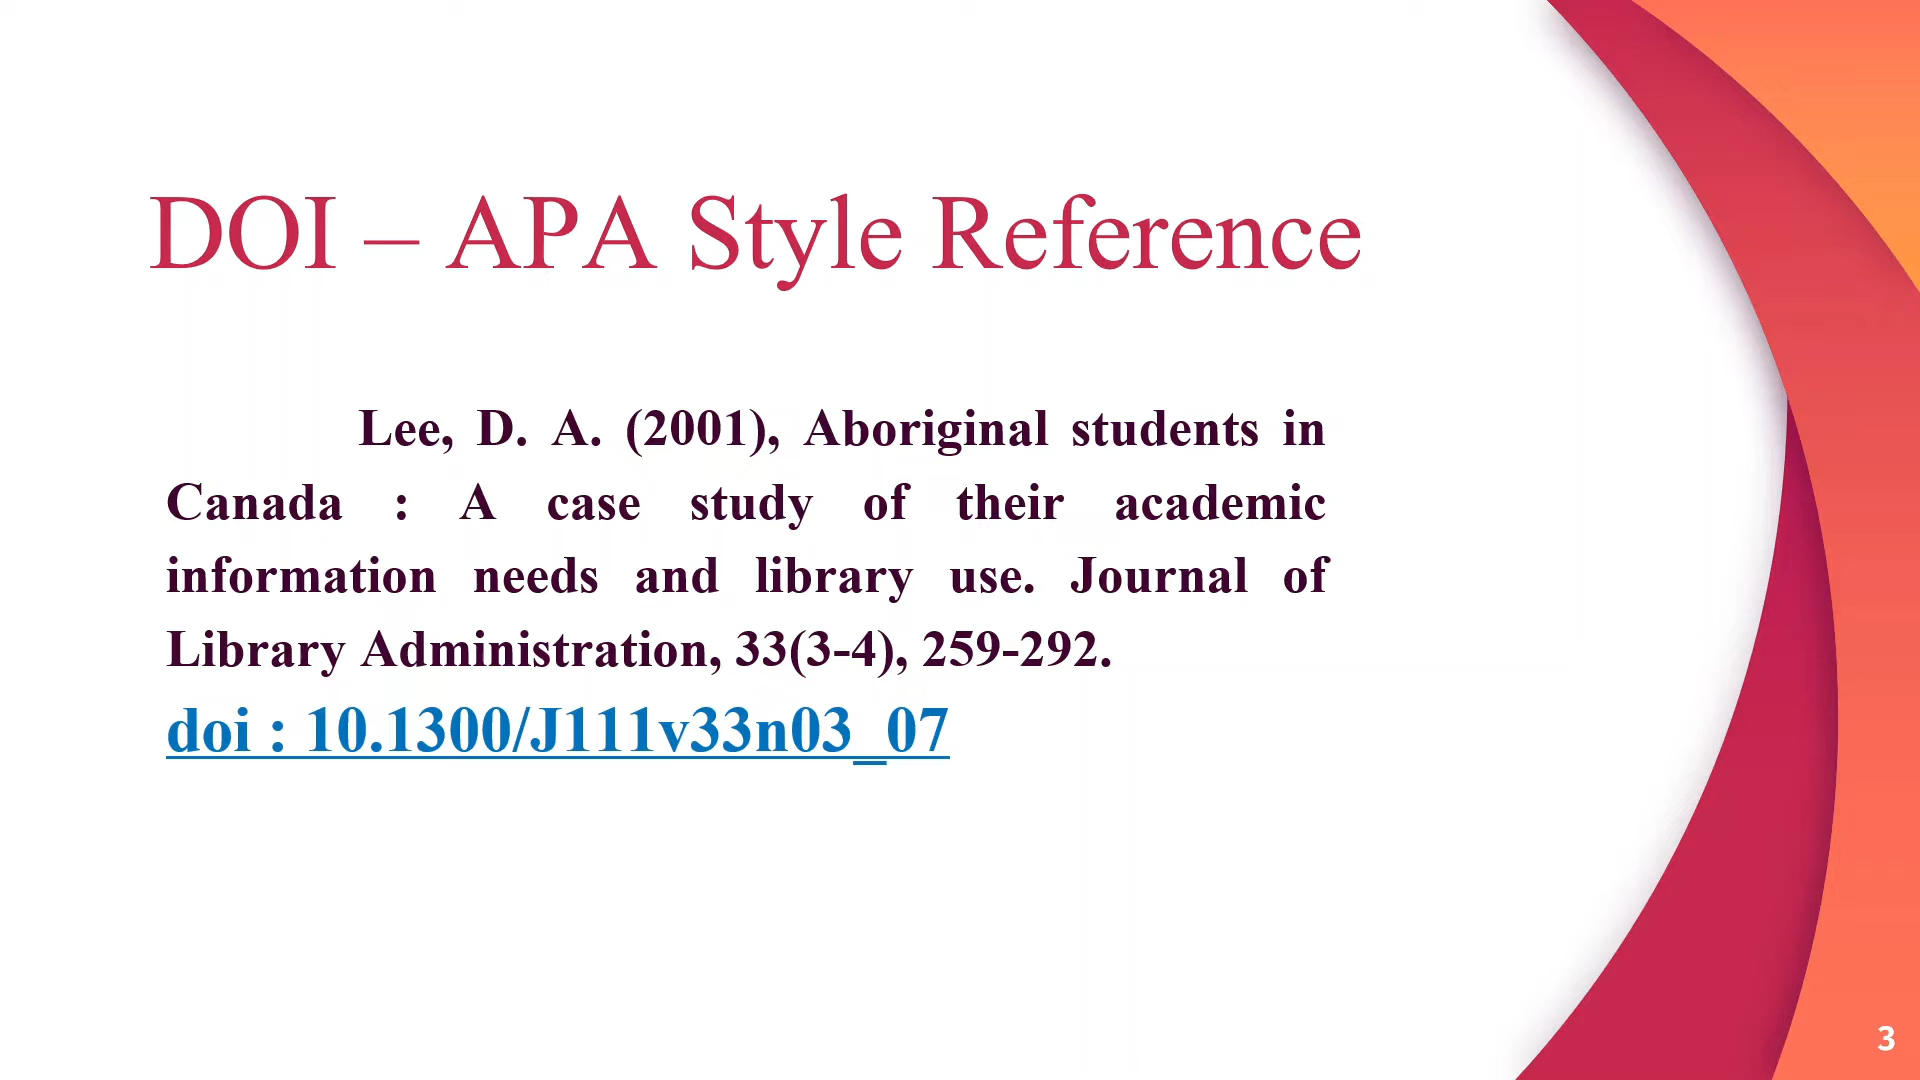 DOI – APA Style Reference
Lee, D. A. (2001), Aboriginal students in
Canada : A case study of their academic
information needs and library use. Journal of
Library Administration, 33(3-4), 259-292.
doi : 10.1300/J111v33n03_07
3